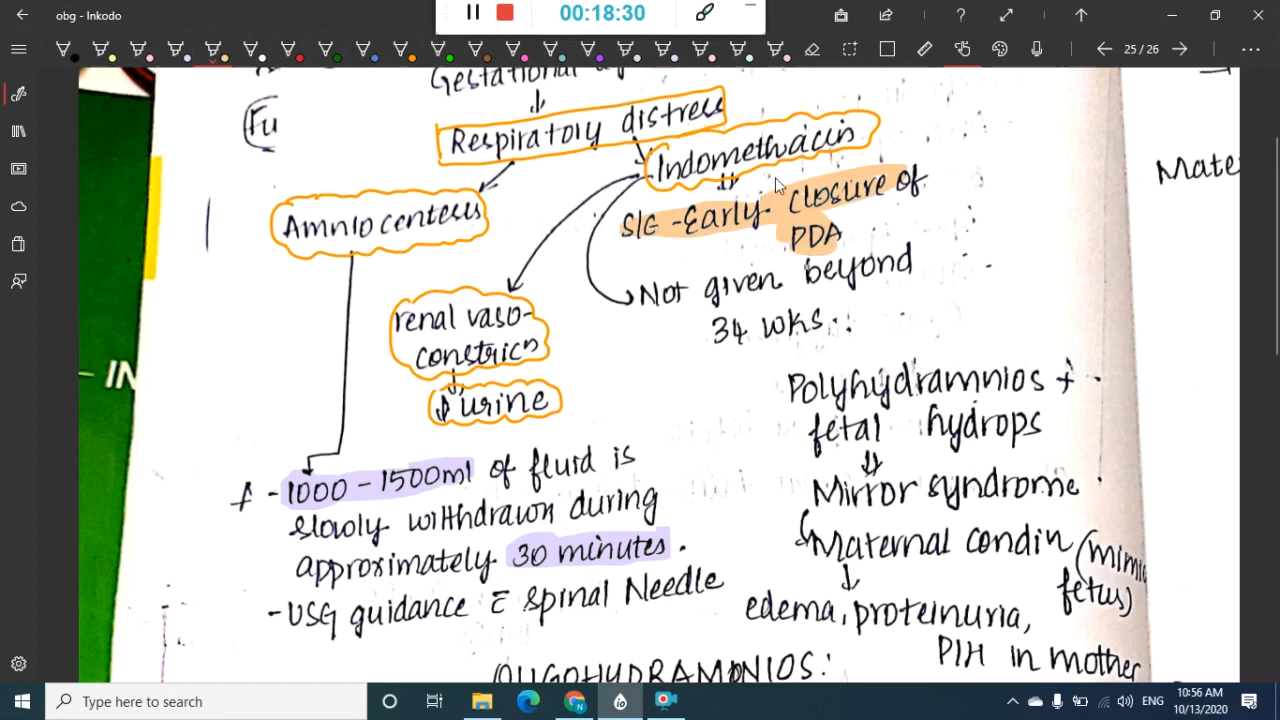 obg - Inkodo
00:18:30
25 / 26
Gestational
(Fu
Respiratory distress
Indomethacin
Mate
S/E - Early closure of
PDA
Amniocentesis
Not given beyond
34 wks.
renal vaso-
constricn
↓ urine
- IN
Polyhydramnios +
fetal hydrops
Mirror syndrome
Maternal condin (mimi
fetus)
edema, proteinuria,
PIH in mother
- 1000 - 1500ml of fluid is
slowly withdrawn during
approximately 30 minutes.
- USG guidance c̄ spinal Needle
OLIGOHYDRAMNIOS:
Type here to search
ENG
10:56 AM
10/13/2020